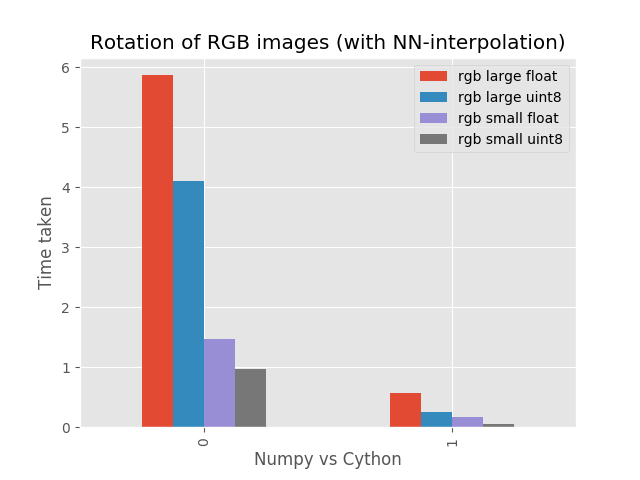 Rotation of RGB images (with NN-interpolation)
rgb large float
rgb large uint8
rgb small float
rgb small uint8
6
5
4
3
2
1
0
Time taken
0
1
Numpy vs Cython